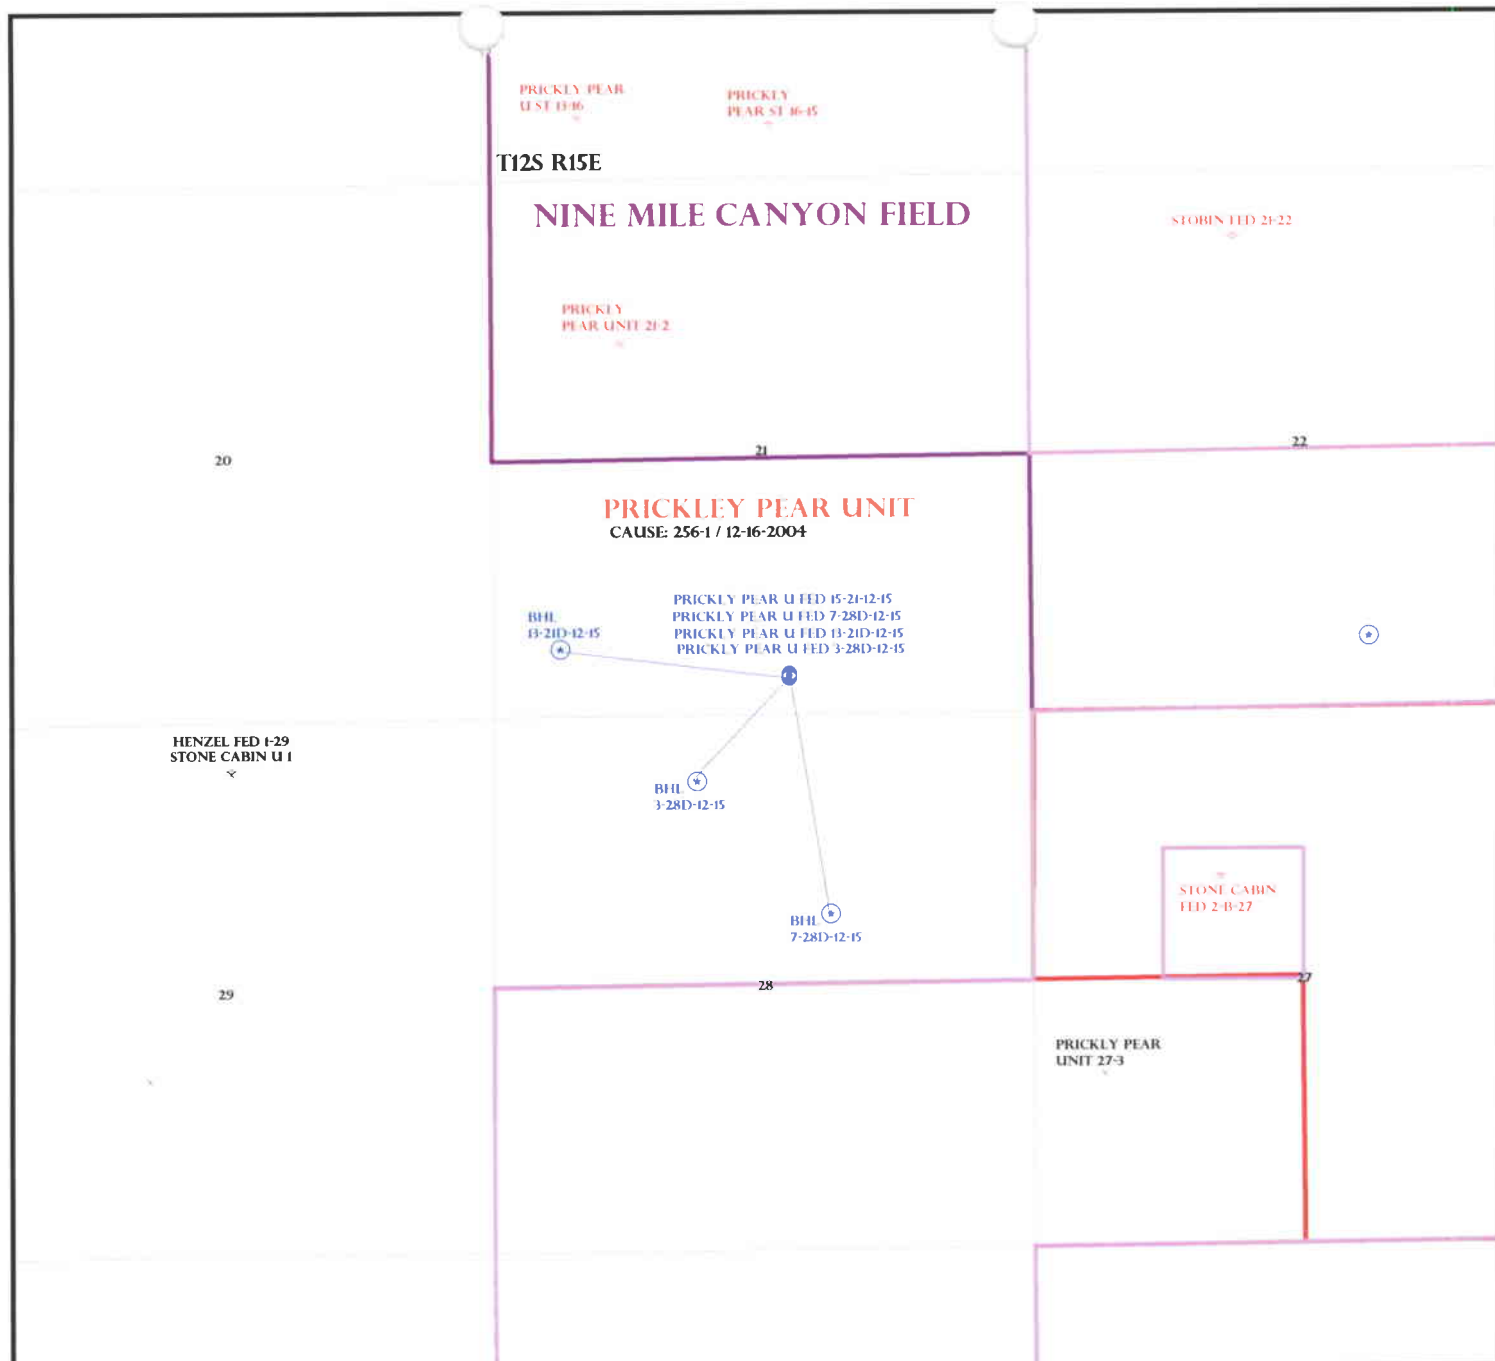 PRICKLY PEAR
U ST 13-16
PRICKLY
PEAR ST 16-15
T12S R15E
NINE MILE CANYON FIELD
STOBIN FED 21-22
PRICKLY
PEAR UNIT 21-2
20
21
22
PRICKLEY PEAR UNIT
CAUSE: 256-1 / 12-16-2004
PRICKLY PEAR U FED 15-21-12-15
PRICKLY PEAR U FED 7-28D-12-15
PRICKLY PEAR U FED 13-21D-12-15
PRICKLY PEAR U FED 3-28D-12-15
BHL
13-21D-12-15
HENZEL FED 1-29
STONE CABIN U 1
BHL
3-28D-12-15
STONE CABIN
FED 2-B-27
BHL
7-28D-12-15
29
28
27
PRICKLY PEAR
UNIT 27-3